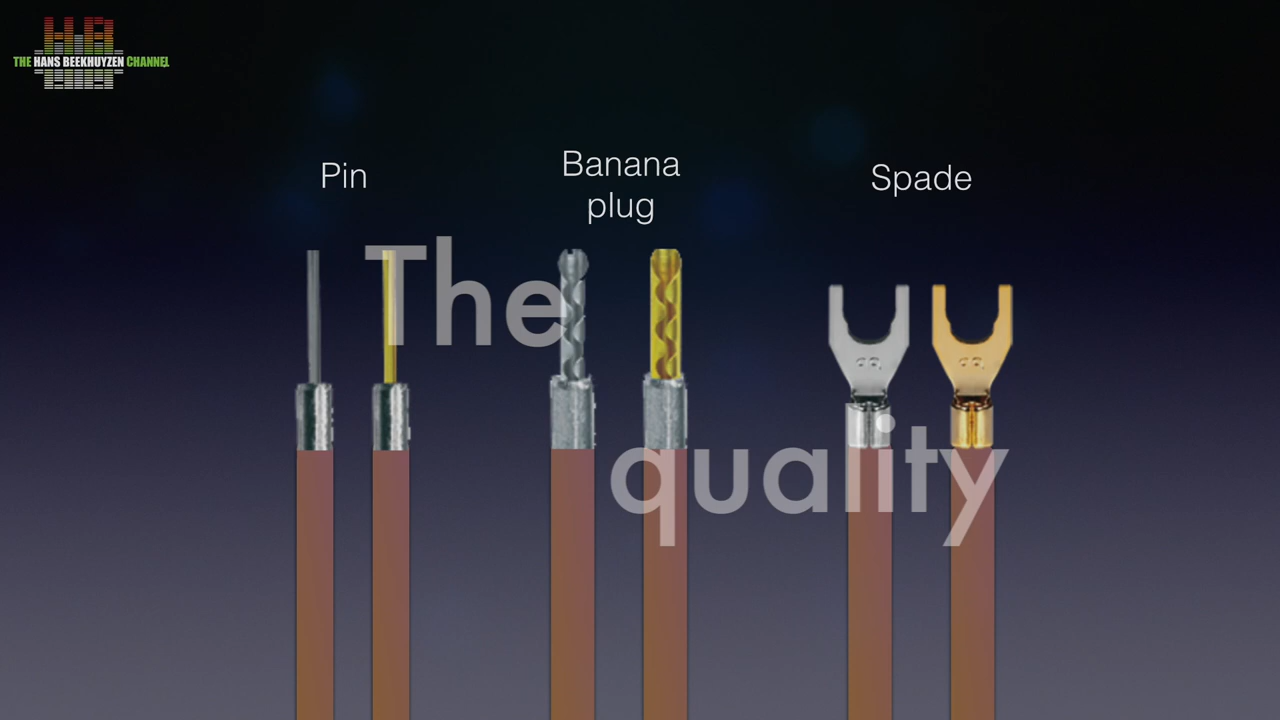 THE HANS BEEKHUYZEN CHANNEL
Pin
Banana
plug
Spade
The
quality